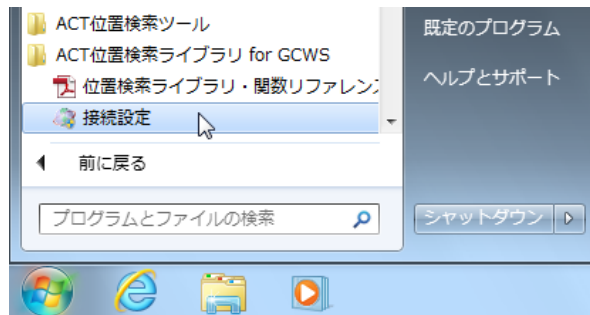 ACT位置検索ツール
ACT位置検索ライブラリ for GCWS
位置検索ライブラリ・関数リファレンス
接続設定
前に戻る
プログラムとファイルの検索
既定のプログラム
ヘルプとサポート
シャットダウン